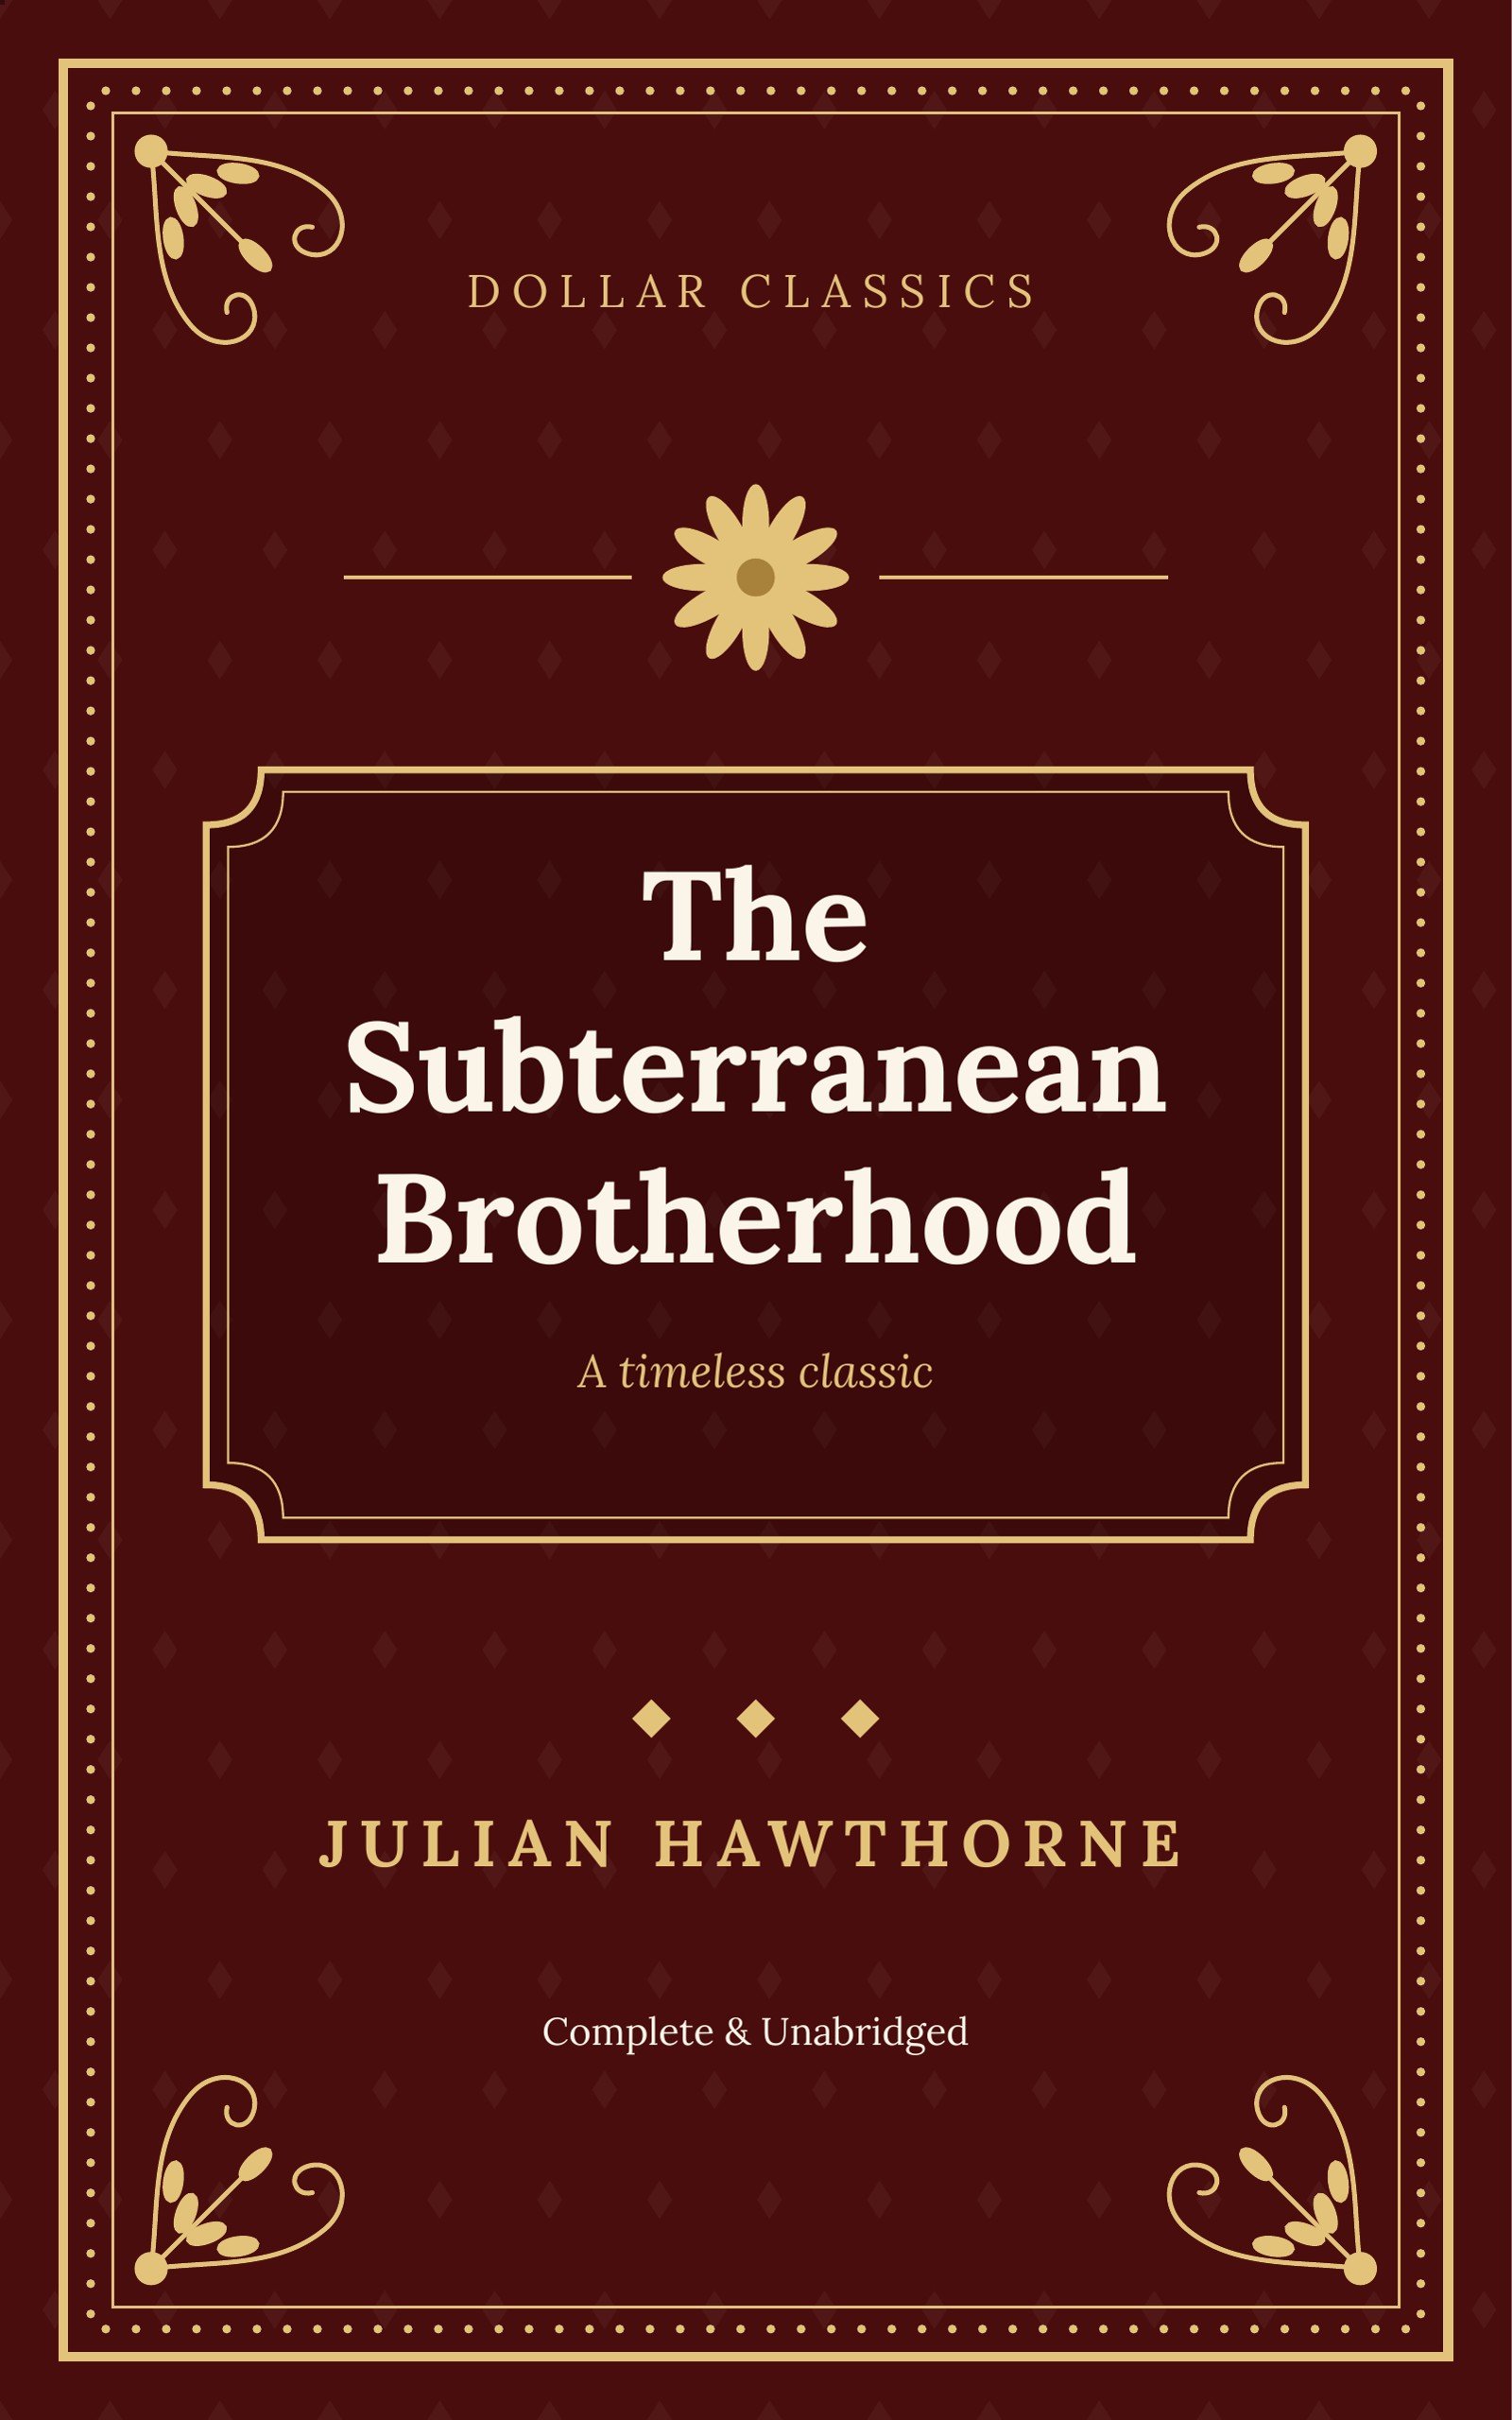 DOLLAR CLASSICS
The
Subterranean
Brotherhood
A timeless classic
JULIAN HAWTHORNE
Complete & Unabridged